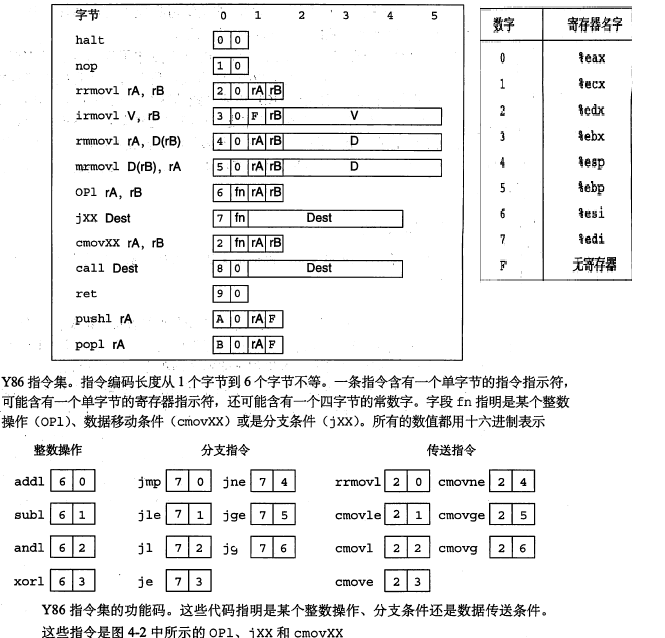 字节 0 1 2 3 4 5
halt 0 0
nop 1 0
rrmovl rA, rB 2 0 rA rB
irmovl V, rB 3 0 F rB V
rmmovl rA, D(rB) 4 0 rA rB D
mrmovl D(rB), rA 5 0 rA rB D
OPl rA, rB 6 fn rA rB
jXX Dest 7 fn Dest
cmovXX rA, rB 2 fn rA rB
call Dest 8 0 Dest
ret 9 0
pushl rA A 0 rA F
popl rA B 0 rA F
数字 寄存器名字
0 %eax
1 %ecx
2 %edx
3 %ebx
4 %esp
5 %ebp
6 %esi
7 %edi
F 无寄存器
Y86 指令集。指令编码长度从 1 个字节到 6 个字节不等。一条指令含有一个单字节的指令指示符，
可能含有一个单字节的寄存器指示符，还可能含有一个四字节的常数字。字段 fn 指明是某个整数
操作（OPl）、数据移动条件（cmovXX）或是分支条件（jXX）。所有的数值都用十六进制表示
整数操作 分支指令 传送指令
addl 6 0 jmp 7 0 jne 7 4 rrmovl 2 0 cmovne 2 4
subl 6 1 jle 7 1 jge 7 5 cmovle 2 1 cmovge 2 5
andl 6 2 jl 7 2 jg 7 6 cmovl 2 2 cmovg 2 6
xorl 6 3 je 7 3 cmove 2 3
Y86 指令集的功能码。这些代码指明是某个整数操作、分支条件还是数据传送条件。
这些指令是图 4-2 中所示的 OPl、jXX 和 cmovXX